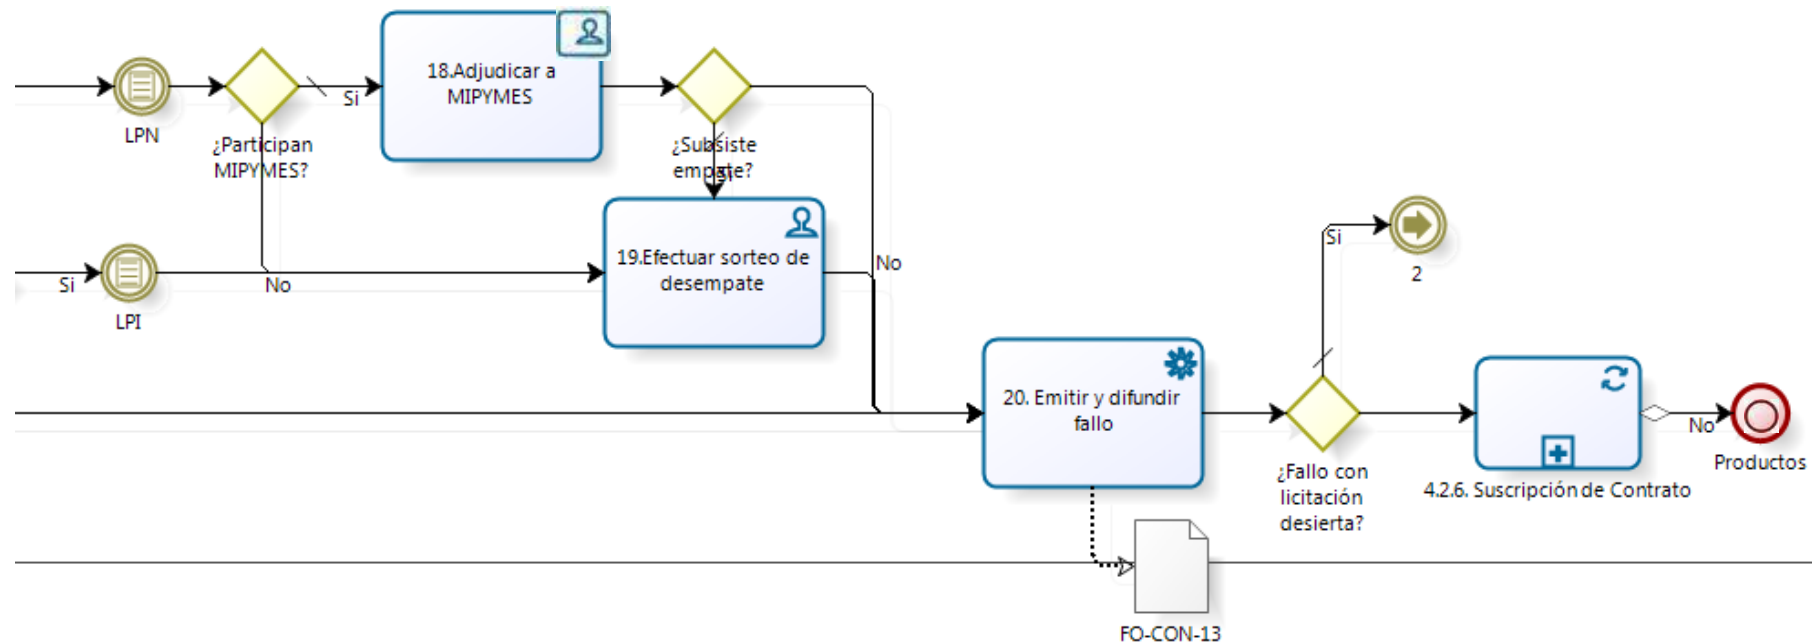 18.Adjudicar a
MIPYMES
Si
LPN
¿Participan
MIPYMES?
¿Subsiste
empate?
Si
19.Efectuar sorteo de
desempate
No
Si
LPI
No
Si
2
20. Emitir y difundir
fallo
¿Fallo con
licitación
desierta?
No
Productos
4.2.6. Suscripción de Contrato
FO-CON-13